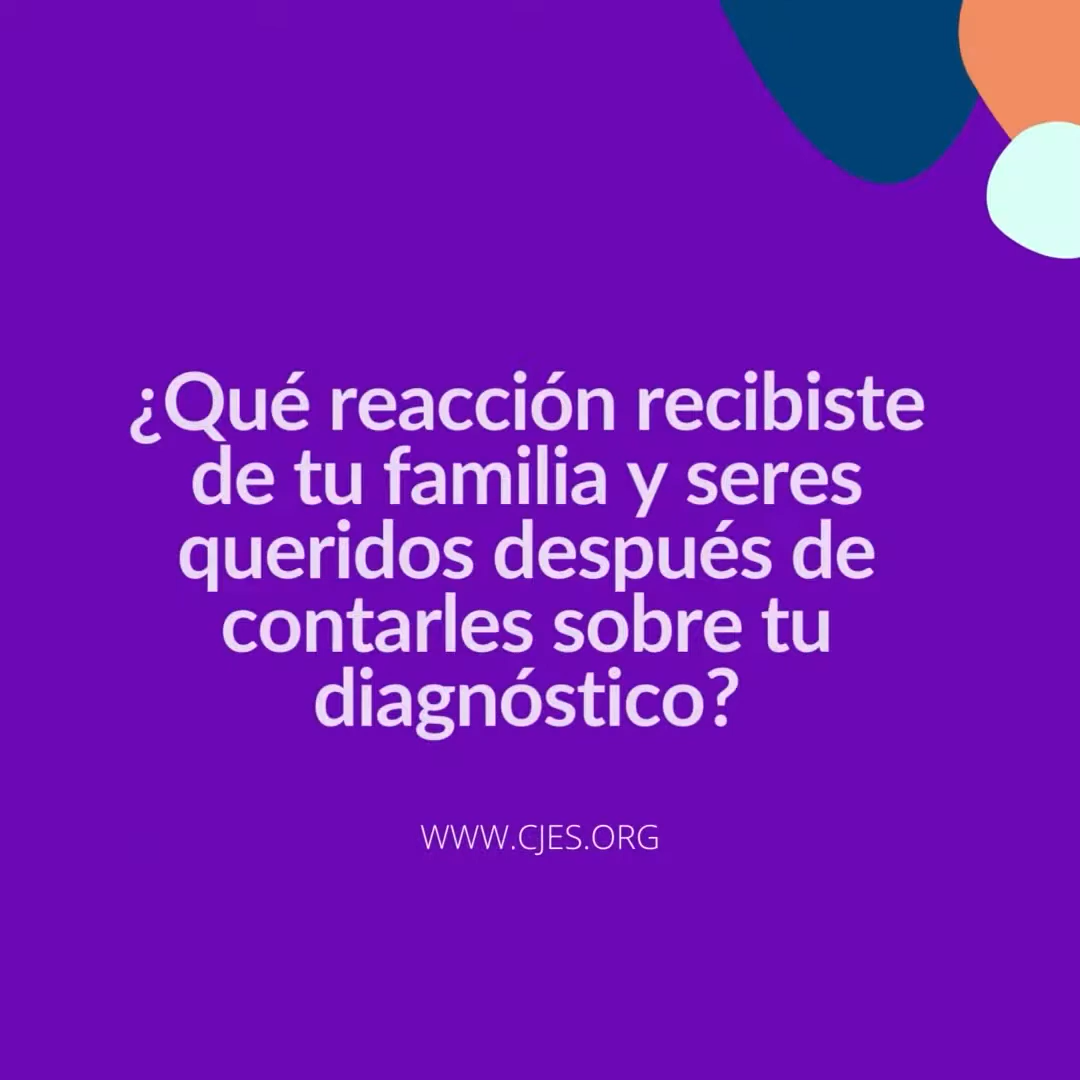 ¿Qué reacción recibiste
de tu familia y seres
queridos después de
contarles sobre tu
diagnóstico?
WWW.CJES.ORG